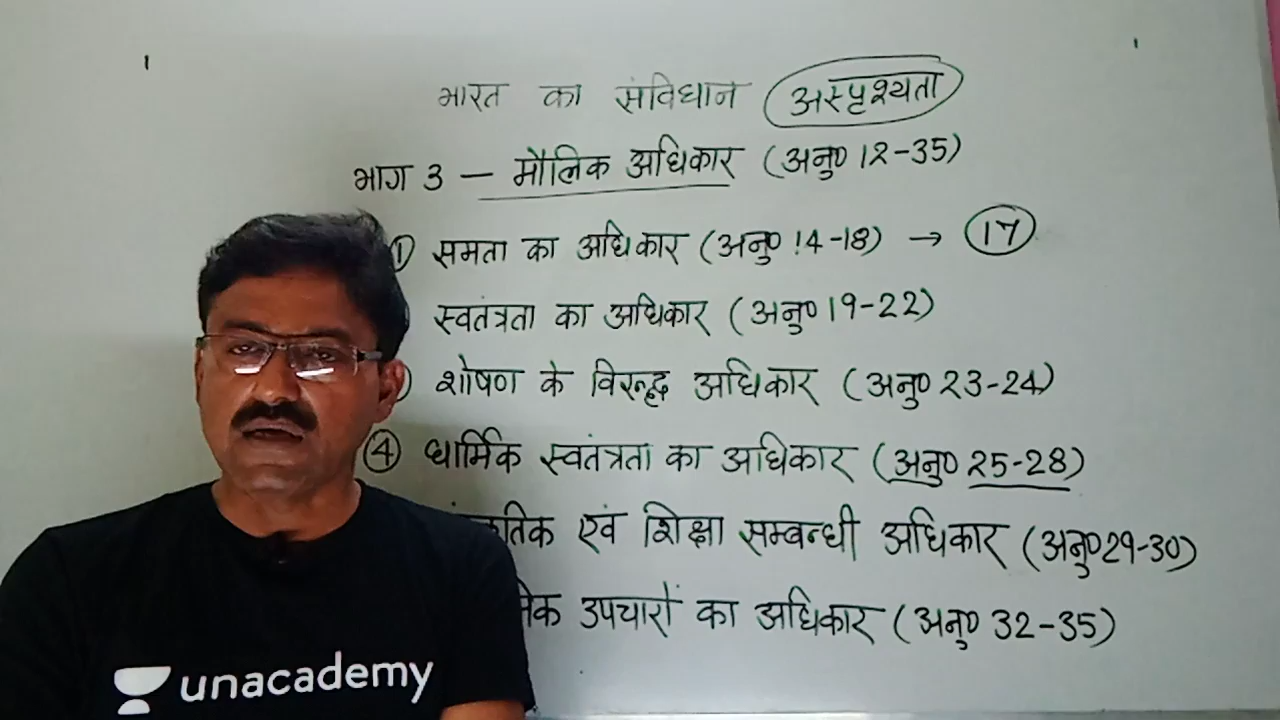 भारत का संविधान अस्पृश्यता
भाग 3 — मौलिक अधिकार (अनु० 12-35)
① समता का अधिकार (अनु० 14-18) → 17
स्वतंत्रता का अधिकार (अनु० 19-22)
शोषण के विरूद्ध अधिकार (अनु० 23-24)
④ धार्मिक स्वतंत्रता का अधिकार (अनु० 25-28)
एवं शिक्षा सम्बन्धी अधिकार (अनु० 29-30)
उपचारों का अधिकार (अनु० 32-35)
unacademy